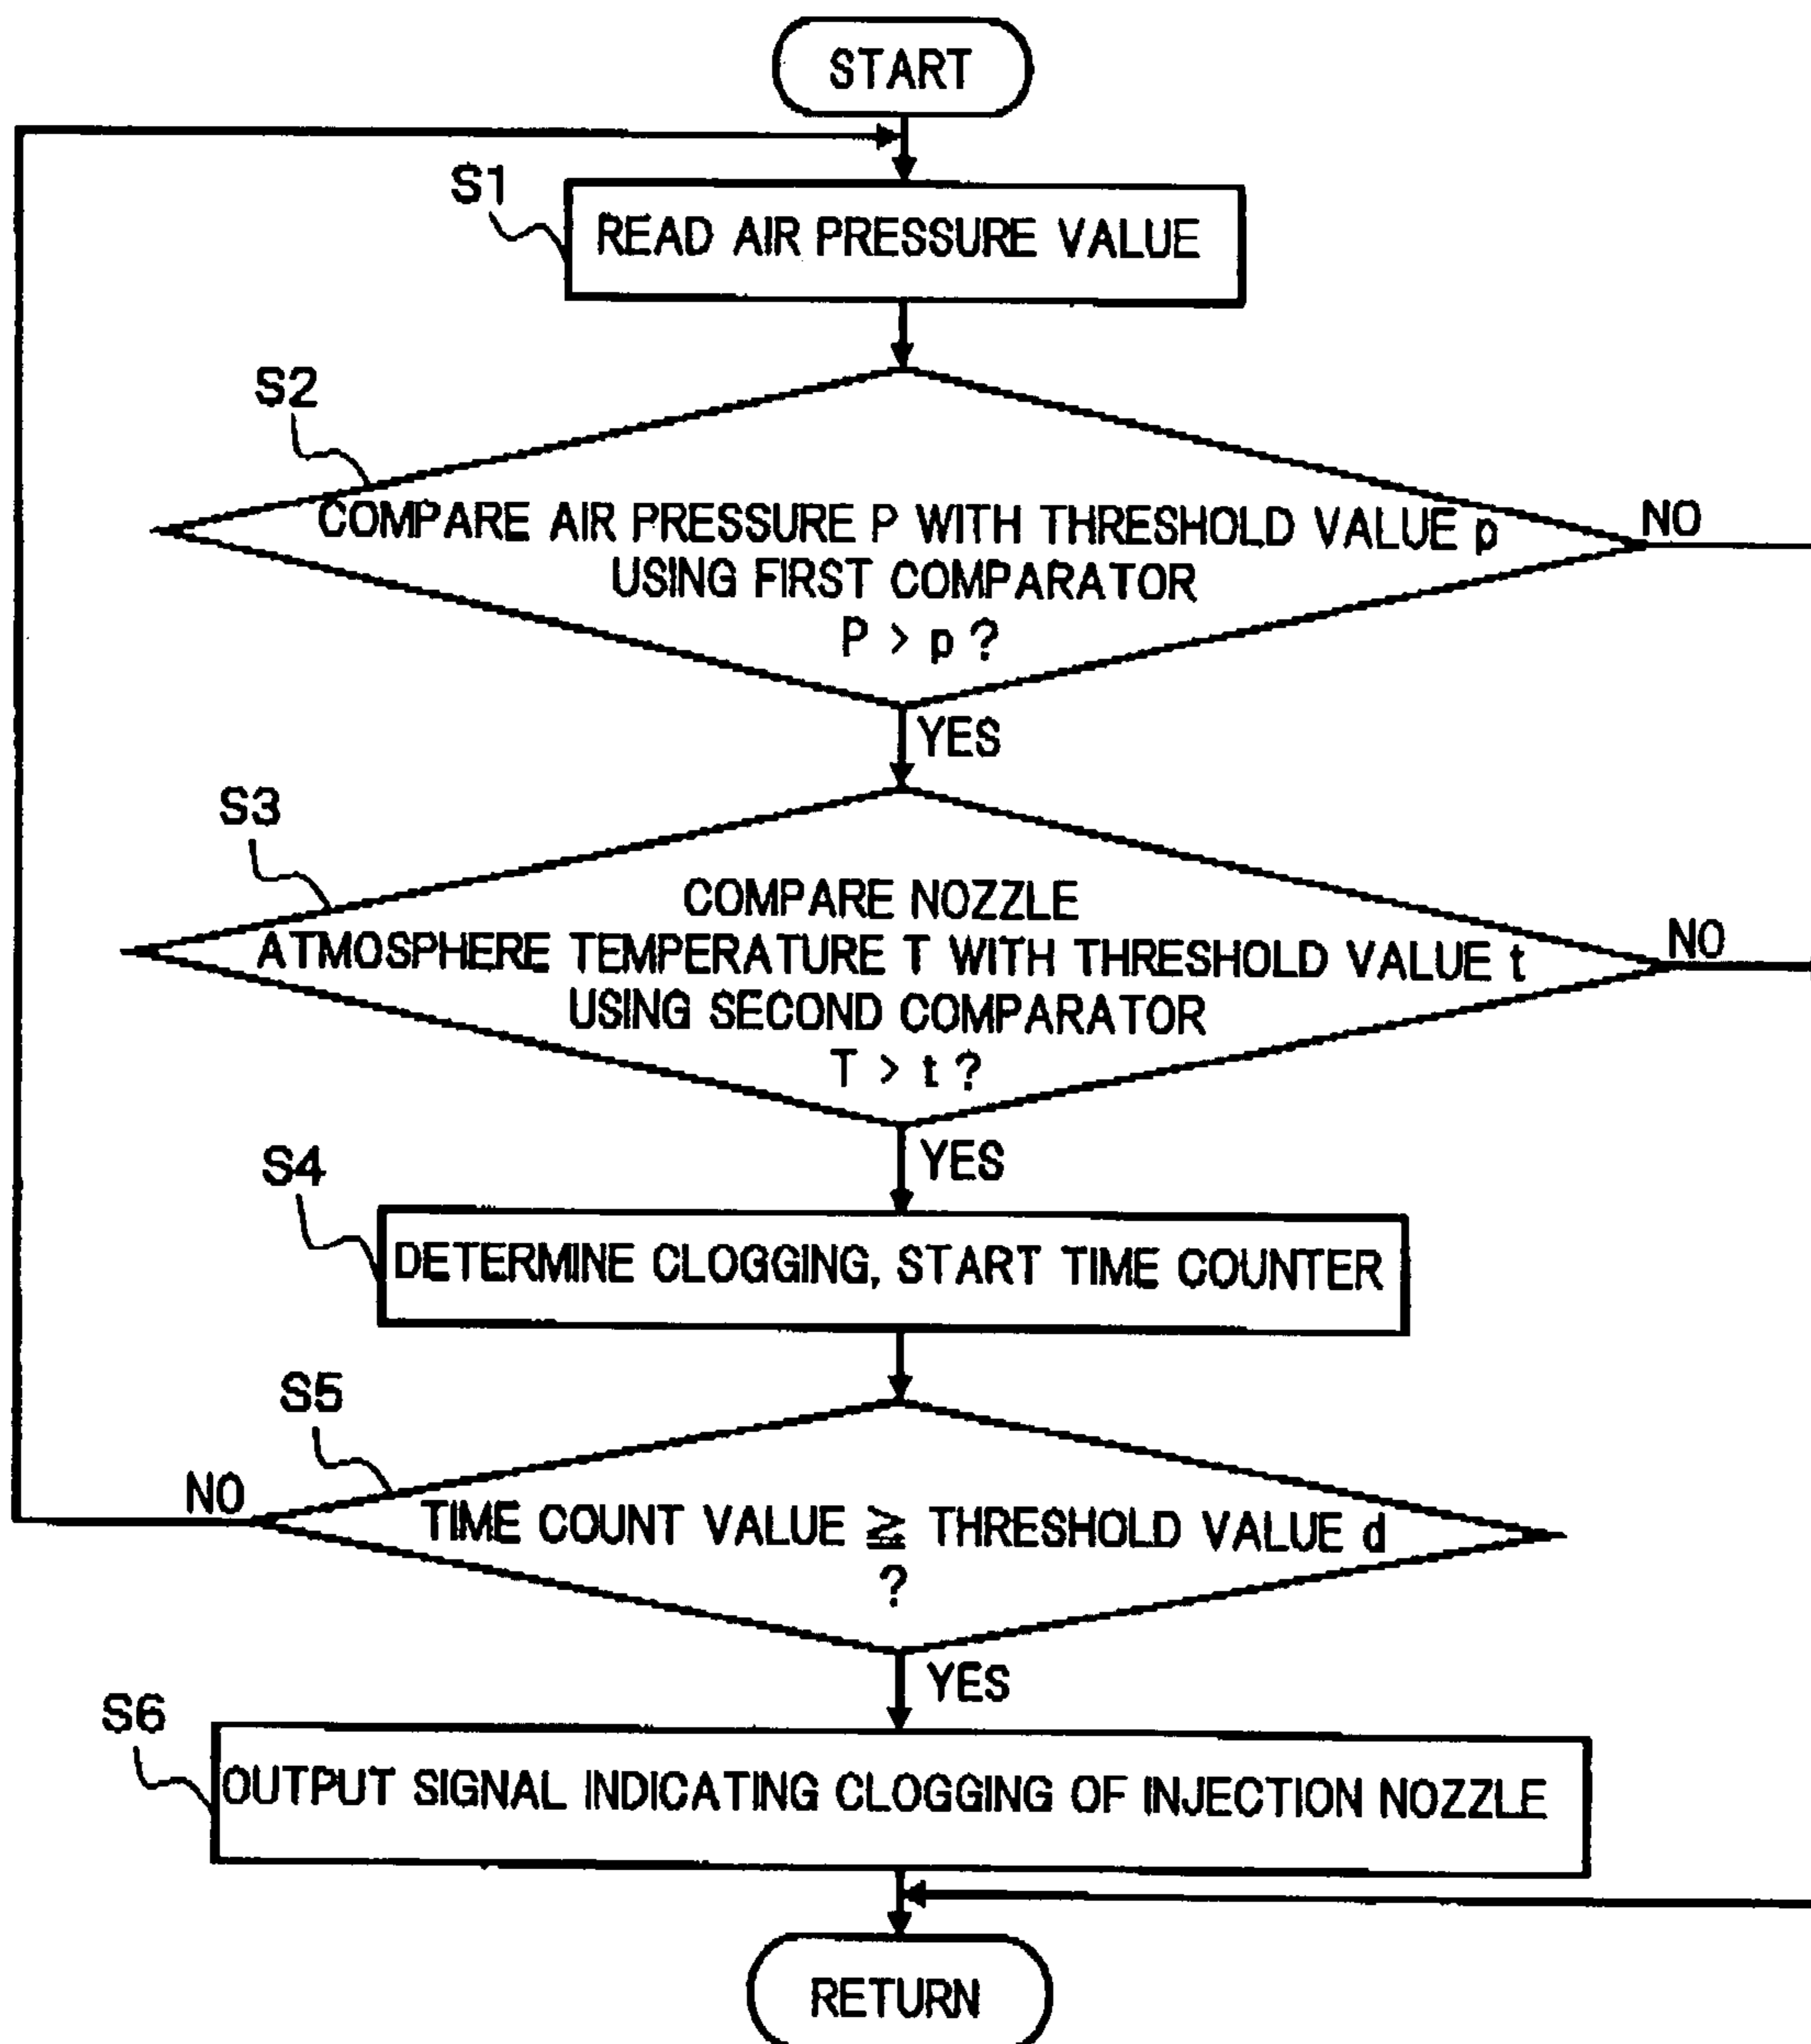 START
S1
READ AIR PRESSURE VALUE
S2
COMPARE AIR PRESSURE P WITH THRESHOLD VALUE p
USING FIRST COMPARATOR
P > p ?
NO
YES
S3
COMPARE NOZZLE
ATMOSPHERE TEMPERATURE T WITH THRESHOLD VALUE t
USING SECOND COMPARATOR
T > t ?
NO
YES
S4
DETERMINE CLOGGING, START TIME COUNTER
S5
NO
TIME COUNT VALUE ≧ THRESHOLD VALUE d
?
YES
S6
OUTPUT SIGNAL INDICATING CLOGGING OF INJECTION NOZZLE
RETURN